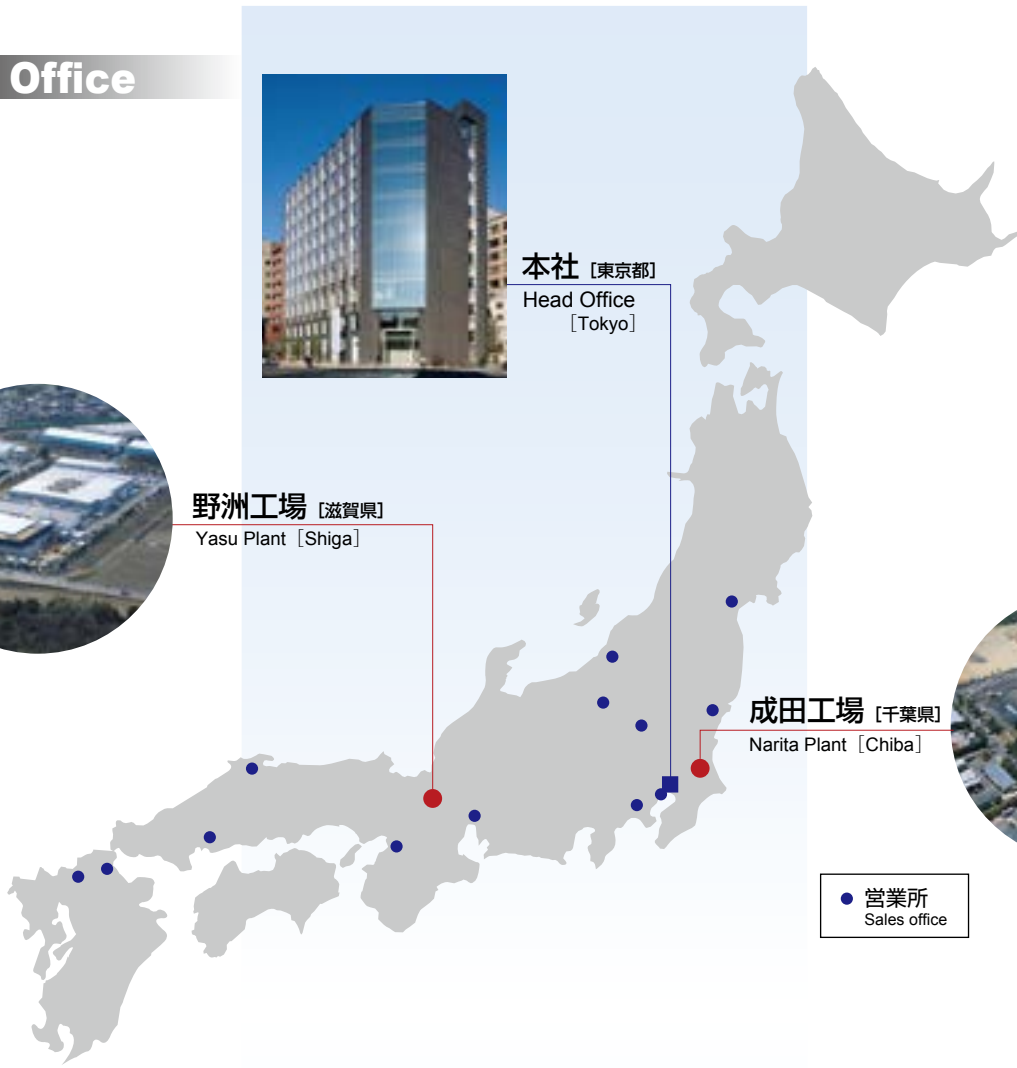 Office
本社 [東京都]
Head Office
[Tokyo]
野洲工場 [滋賀県]
Yasu Plant [Shiga]
成田工場 [千葉県]
Narita Plant [Chiba]
営業所
Sales office